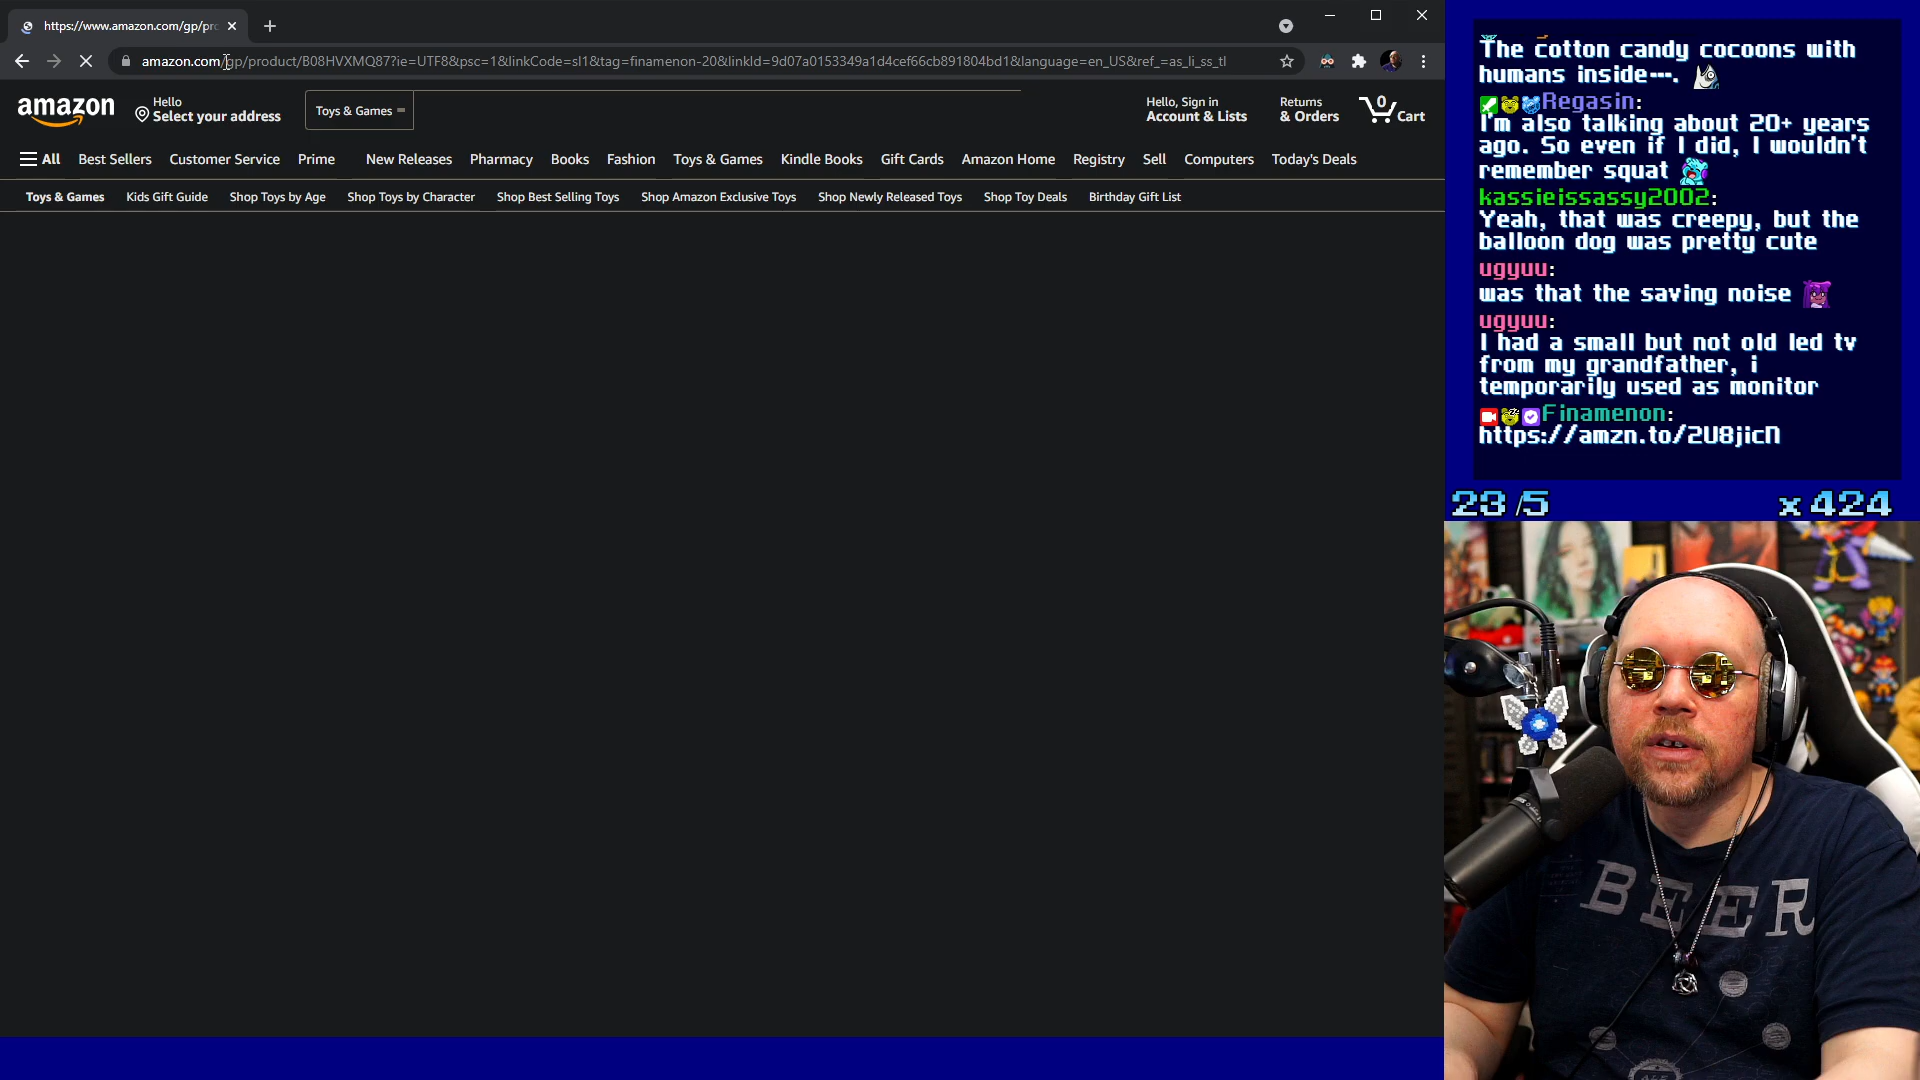 https://www.amazon.com/gp/pro
amazon.com/gp/product/B08HVXMQ87?ie=UTF8&psc=1&linkCode=sl1&tag=finamenon-20&linkId=9d07a0153349a1d4cef66cb891804bd1&language=en_US&ref_=as_li_ss_tl
amazon
Hello
Select your address
Toys & Games
Hello, Sign in
Account & Lists
Returns
& Orders
0
Cart
All Best Sellers Customer Service Prime New Releases Pharmacy Books Fashion Toys & Games Kindle Books Gift Cards Amazon Home Registry Sell Computers Today's Deals
Toys & Games Kids Gift Guide Shop Toys by Age Shop Toys by Character Shop Best Selling Toys Shop Amazon Exclusive Toys Shop Newly Released Toys Shop Toy Deals Birthday Gift List
The cotton candy cocoons with
humans inside---.
Regasin:
I'm also talking about 20+ years
ago. So even if I did, I wouldn't
remember squat
kassieissassy2002:
Yeah, that was creepy, but the
balloon dog was pretty cute
ugyuu:
was that the saving noise
ugyuu:
I had a small but not old led tv
from my grandfather, i
temporarily used as monitor
Finamenon:
https://amzn.to/2U8jicN
23/5 x424
BEER